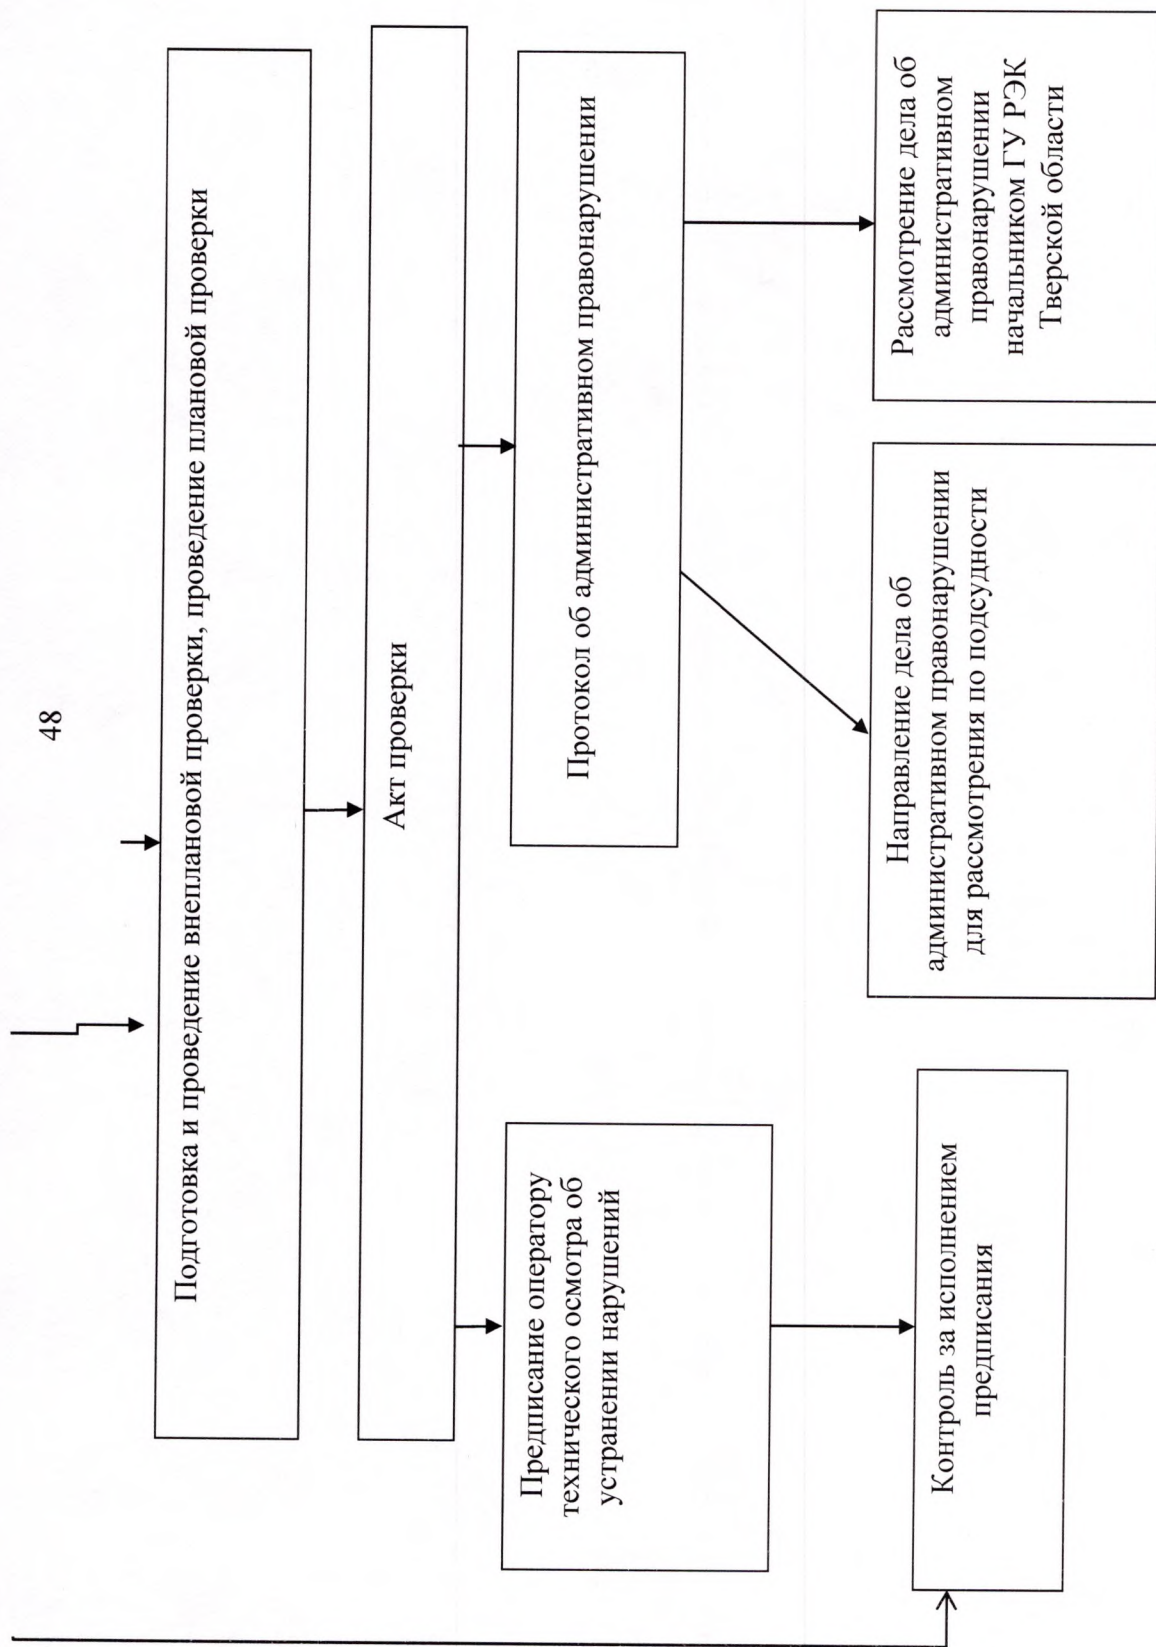 48
Подготовка и проведение внеплановой проверки, проведение плановой проверки
Акт проверки
Предписание оператору
технического осмотра об
устранении нарушений
Протокол об административном правонарушении
Контроль за исполнением
предписания
Направление дела об
административном правонарушении
для рассмотрения по подсудности
Рассмотрение дела об
административном
правонарушении
начальником ГУ РЭК
Тверской области